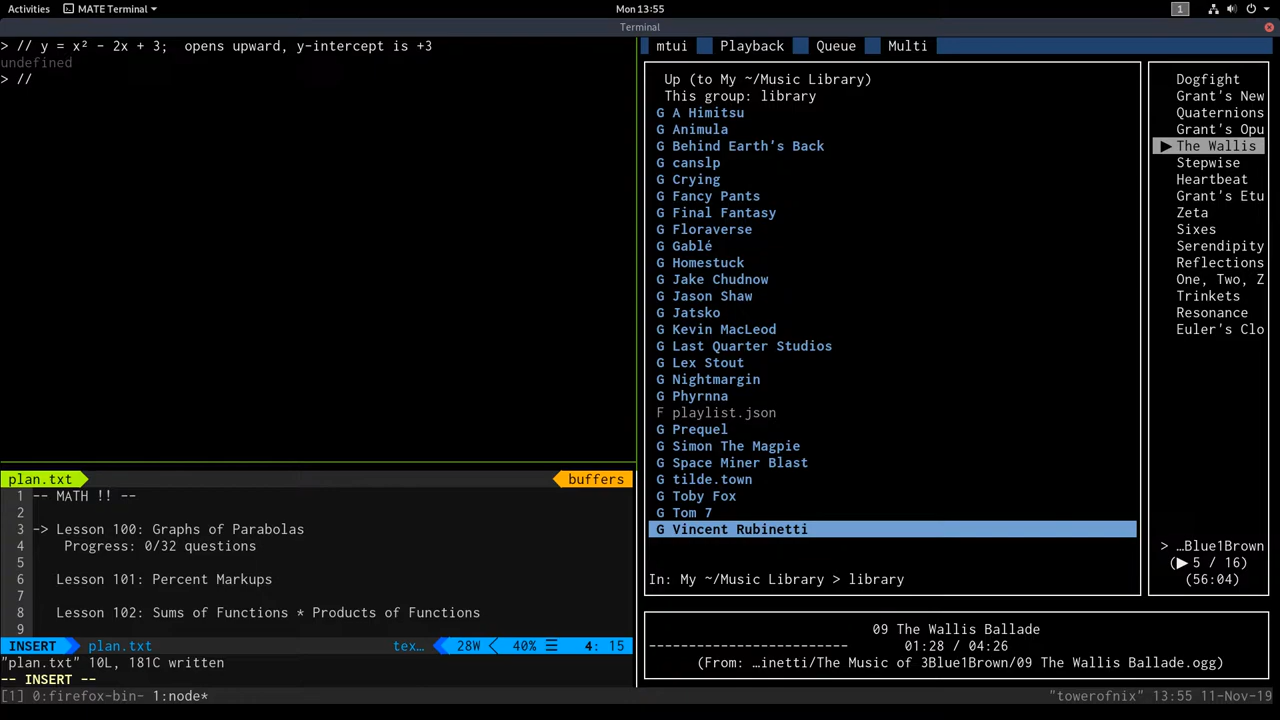 Activities MATE Terminal Mon 13:55 1
Terminal
> // y = x² - 2x + 3;  opens upward, y-intercept is +3
undefined
> //
plan.txt buffers
1 -- MATH !! --
2
3 -> Lesson 100: Graphs of Parabolas
4 Progress: 0/32 questions
5
6 Lesson 101: Percent Markups
7
8 Lesson 102: Sums of Functions * Products of Functions
9
INSERT plan.txt tex… 28W 40% ☰ 4: 15
"plan.txt" 10L, 181C written
-- INSERT --
mtui Playback Queue Multi
Up (to My ~/Music Library)
This group: library
G A Himitsu
G Animula
G Behind Earth's Back
G canslp
G Crying
G Fancy Pants
G Final Fantasy
G Floraverse
G Gablé
G Homestuck
G Jake Chudnow
G Jason Shaw
G Jatsko
G Kevin MacLeod
G Last Quarter Studios
G Lex Stout
G Nightmargin
G Phyrnna
F playlist.json
G Prequel
G Simon The Magpie
G Space Miner Blast
G tilde.town
G Toby Fox
G Tom 7
G Vincent Rubinetti
In: My ~/Music Library > library
Dogfight
Grant's New
Quaternions
Grant's Opu
▶ The Wallis
Stepwise
Heartbeat
Grant's Etu
Zeta
Sixes
Serendipity
Reflections
One, Two, Z
Trinkets
Resonance
Euler's Clo
> …Blue1Brown
(▶ 5 / 16)
(56:04)
09 The Wallis Ballade
------------------------- 01:28 / 04:26
(From: …inetti/The Music of 3Blue1Brown/09 The Wallis Ballade.ogg)
[1] 0:firefox-bin- 1:node* "towerofnix" 13:55 11-Nov-19